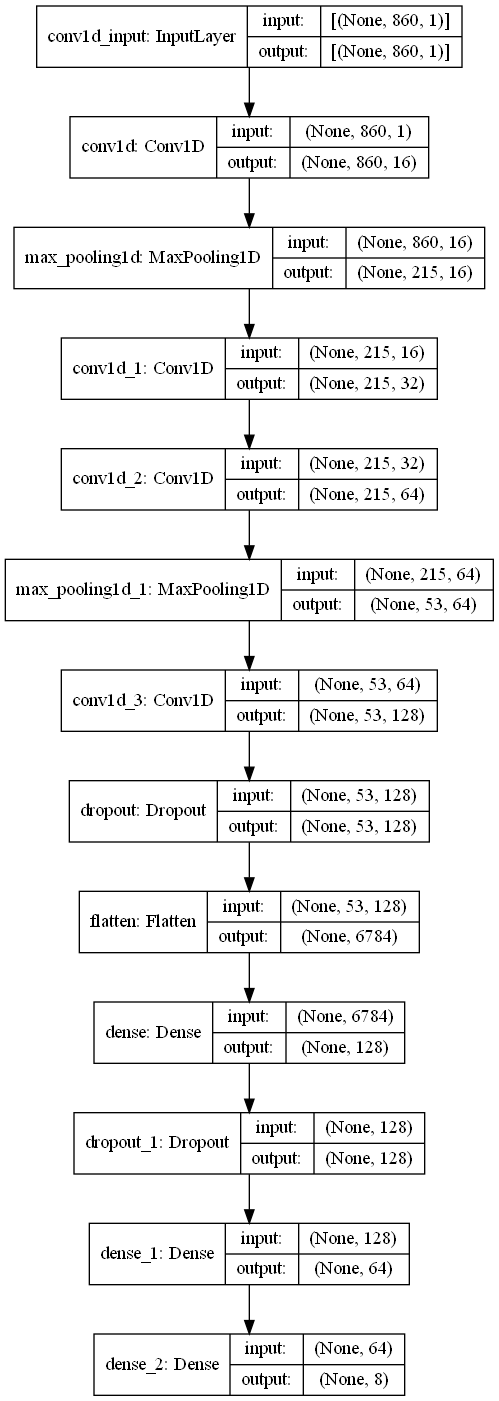 conv1d_input: InputLayer
input: [(None, 860, 1)]
output: [(None, 860, 1)]
conv1d: Conv1D
input: (None, 860, 1)
output: (None, 860, 16)
max_pooling1d: MaxPooling1D
input: (None, 860, 16)
output: (None, 215, 16)
conv1d_1: Conv1D
input: (None, 215, 16)
output: (None, 215, 32)
conv1d_2: Conv1D
input: (None, 215, 32)
output: (None, 215, 64)
max_pooling1d_1: MaxPooling1D
input: (None, 215, 64)
output: (None, 53, 64)
conv1d_3: Conv1D
input: (None, 53, 64)
output: (None, 53, 128)
dropout: Dropout
input: (None, 53, 128)
output: (None, 53, 128)
flatten: Flatten
input: (None, 53, 128)
output: (None, 6784)
dense: Dense
input: (None, 6784)
output: (None, 128)
dropout_1: Dropout
input: (None, 128)
output: (None, 128)
dense_1: Dense
input: (None, 128)
output: (None, 64)
dense_2: Dense
input: (None, 64)
output: (None, 8)